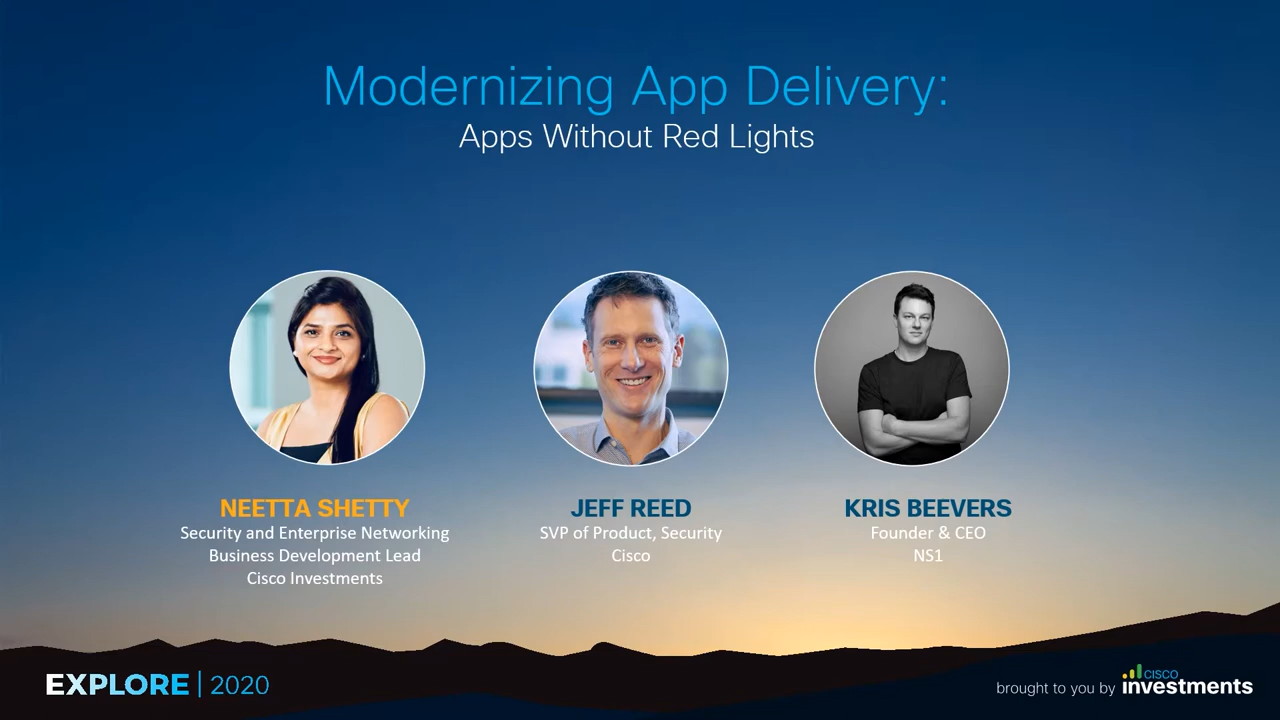 Modernizing App Delivery:
Apps Without Red Lights
NEETTA SHETTY
Security and Enterprise Networking
Business Development Lead
Cisco Investments
JEFF REED
SVP of Product, Security
Cisco
KRIS BEEVERS
Founder & CEO
NS1
EXPLORE | 2020
brought to you by CISCO investments